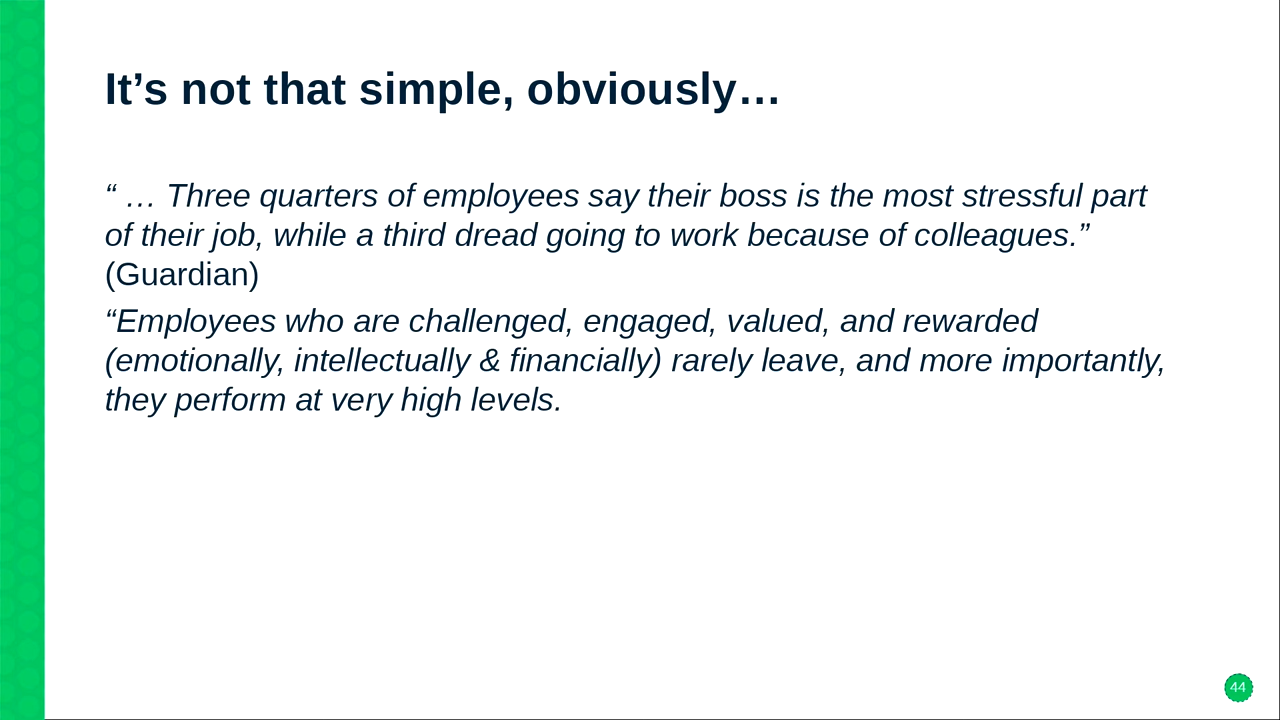 It’s not that simple, obviously…
“ … Three quarters of employees say their boss is the most stressful part
of their job, while a third dread going to work because of colleagues.”
(Guardian)
“Employees who are challenged, engaged, valued, and rewarded
(emotionally, intellectually & financially) rarely leave, and more importantly,
they perform at very high levels.
44